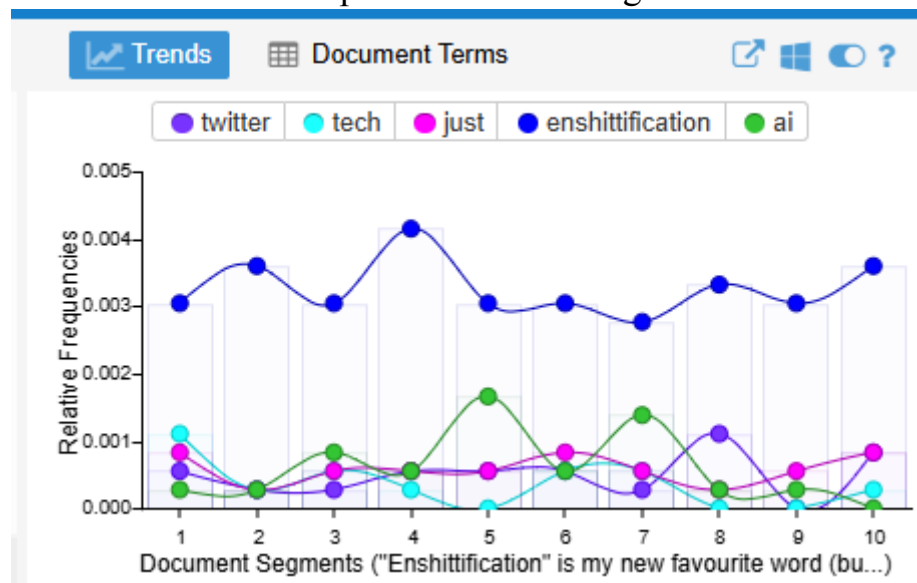 Trends Document Terms ?
twitter tech just enshittification ai
Relative Frequencies
0.005
0.004
0.003
0.002
0.001
0.000
1 2 3 4 5 6 7 8 9 10
Document Segments ("Enshittification" is my new favourite word (bu...)